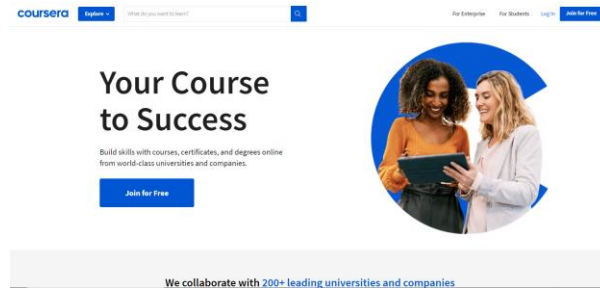 coursera
Explore
What do you want to learn?
For Enterprise
For Students
Log In
Join for Free
Your Course
to Success
Build skills with courses, certificates, and degrees online
from world-class universities and companies.
Join for Free
We collaborate with 200+ leading universities and companies